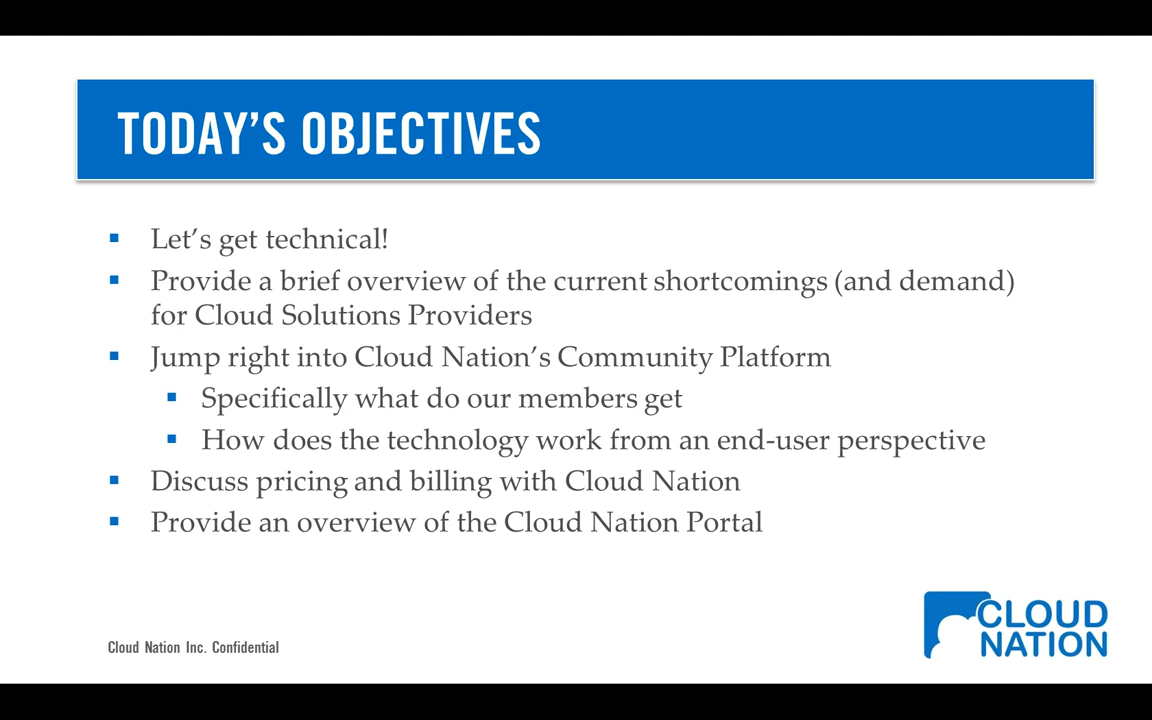 TODAY'S OBJECTIVES
▪ Let's get technical!
▪ Provide a brief overview of the current shortcomings (and demand)
for Cloud Solutions Providers
▪ Jump right into Cloud Nation's Community Platform
▪ Specifically what do our members get
▪ How does the technology work from an end-user perspective
▪ Discuss pricing and billing with Cloud Nation
▪ Provide an overview of the Cloud Nation Portal
Cloud Nation Inc. Confidential
CLOUD
NATION